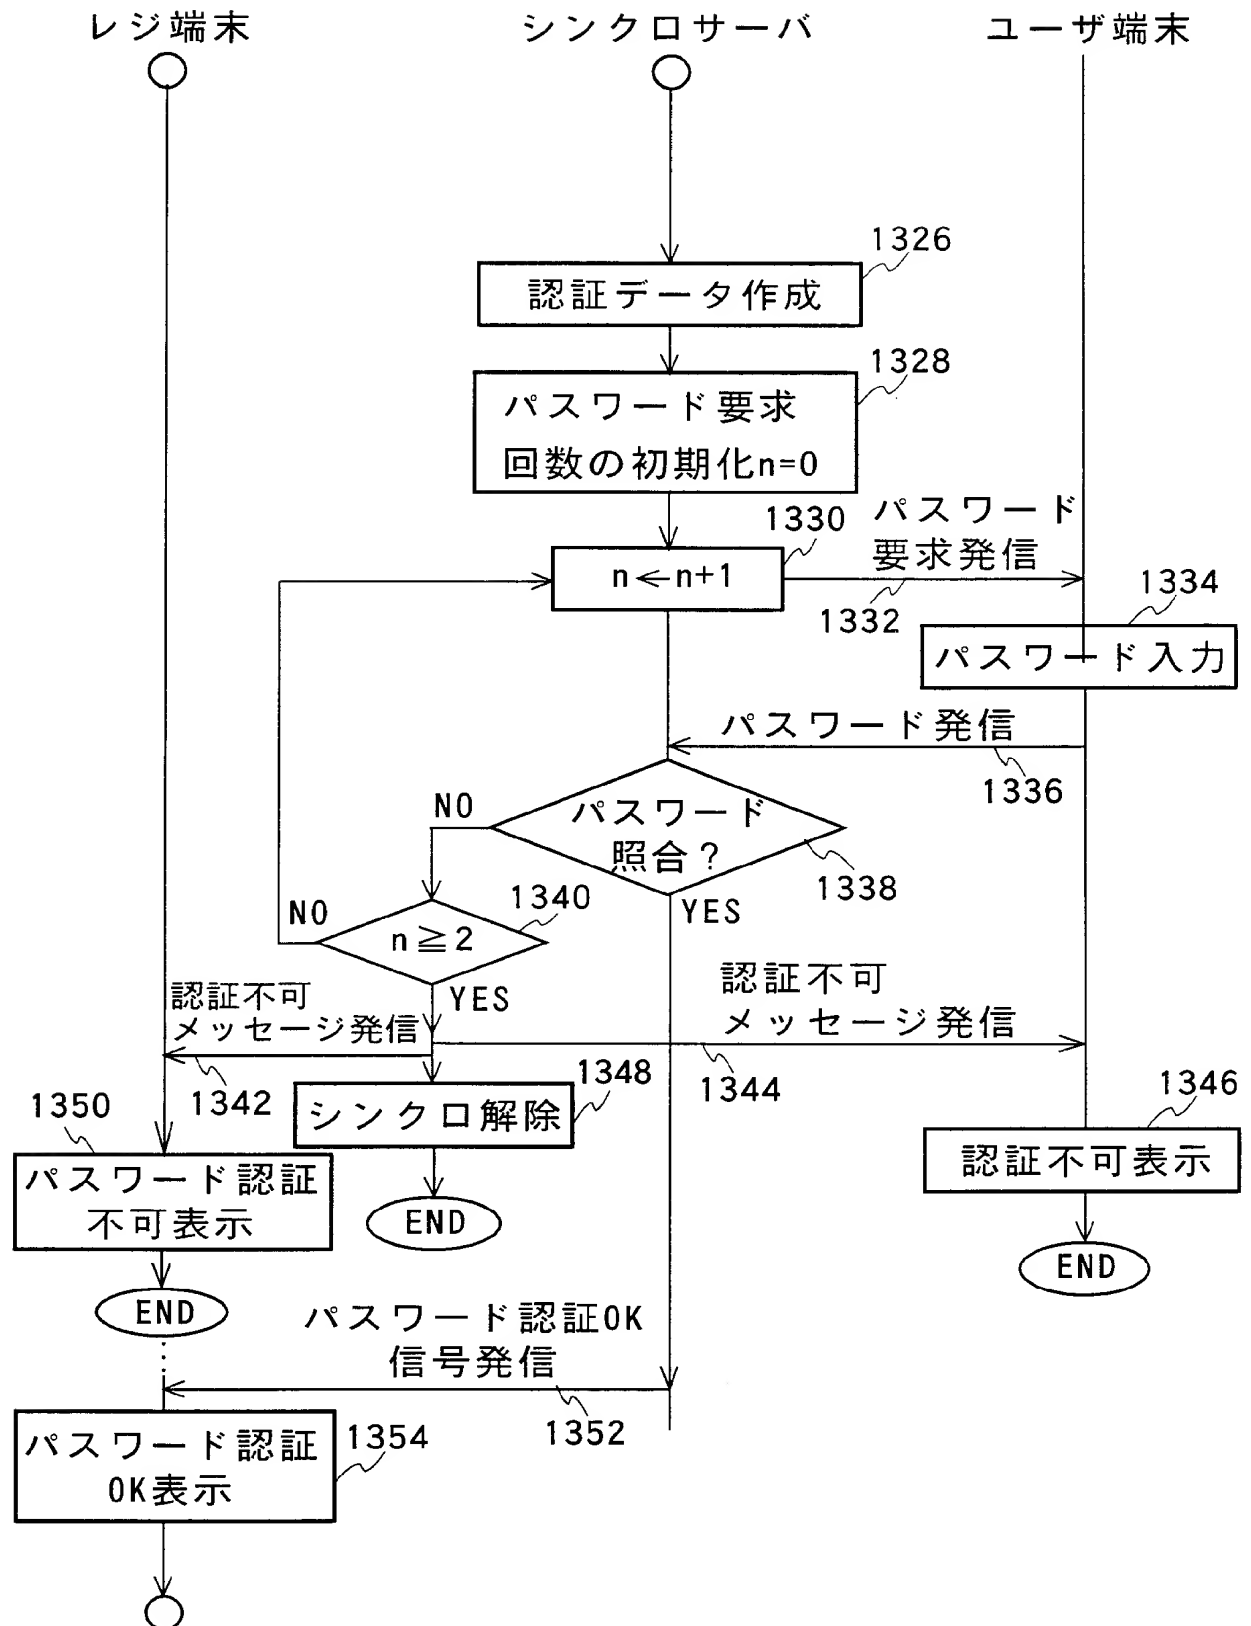 レジ端末
シンクロサーバ
ユーザ端末
1326
認証データ作成
1328
パスワード要求
回数の初期化n=0
1330
パスワード
要求発信
n←n+1
1332
1334
パスワード入力
パスワード発信
1336
NO
パスワード
照合?
1338
1340
NO
YES
n≧2
YES
認証不可
メッセージ発信
認証不可
メッセージ発信
1342
1344
1348
シンクロ解除
1346
認証不可表示
1350
パスワード認証
不可表示
END
END
END
パスワード認証OK
信号発信
1352
パスワード認証
OK表示
1354